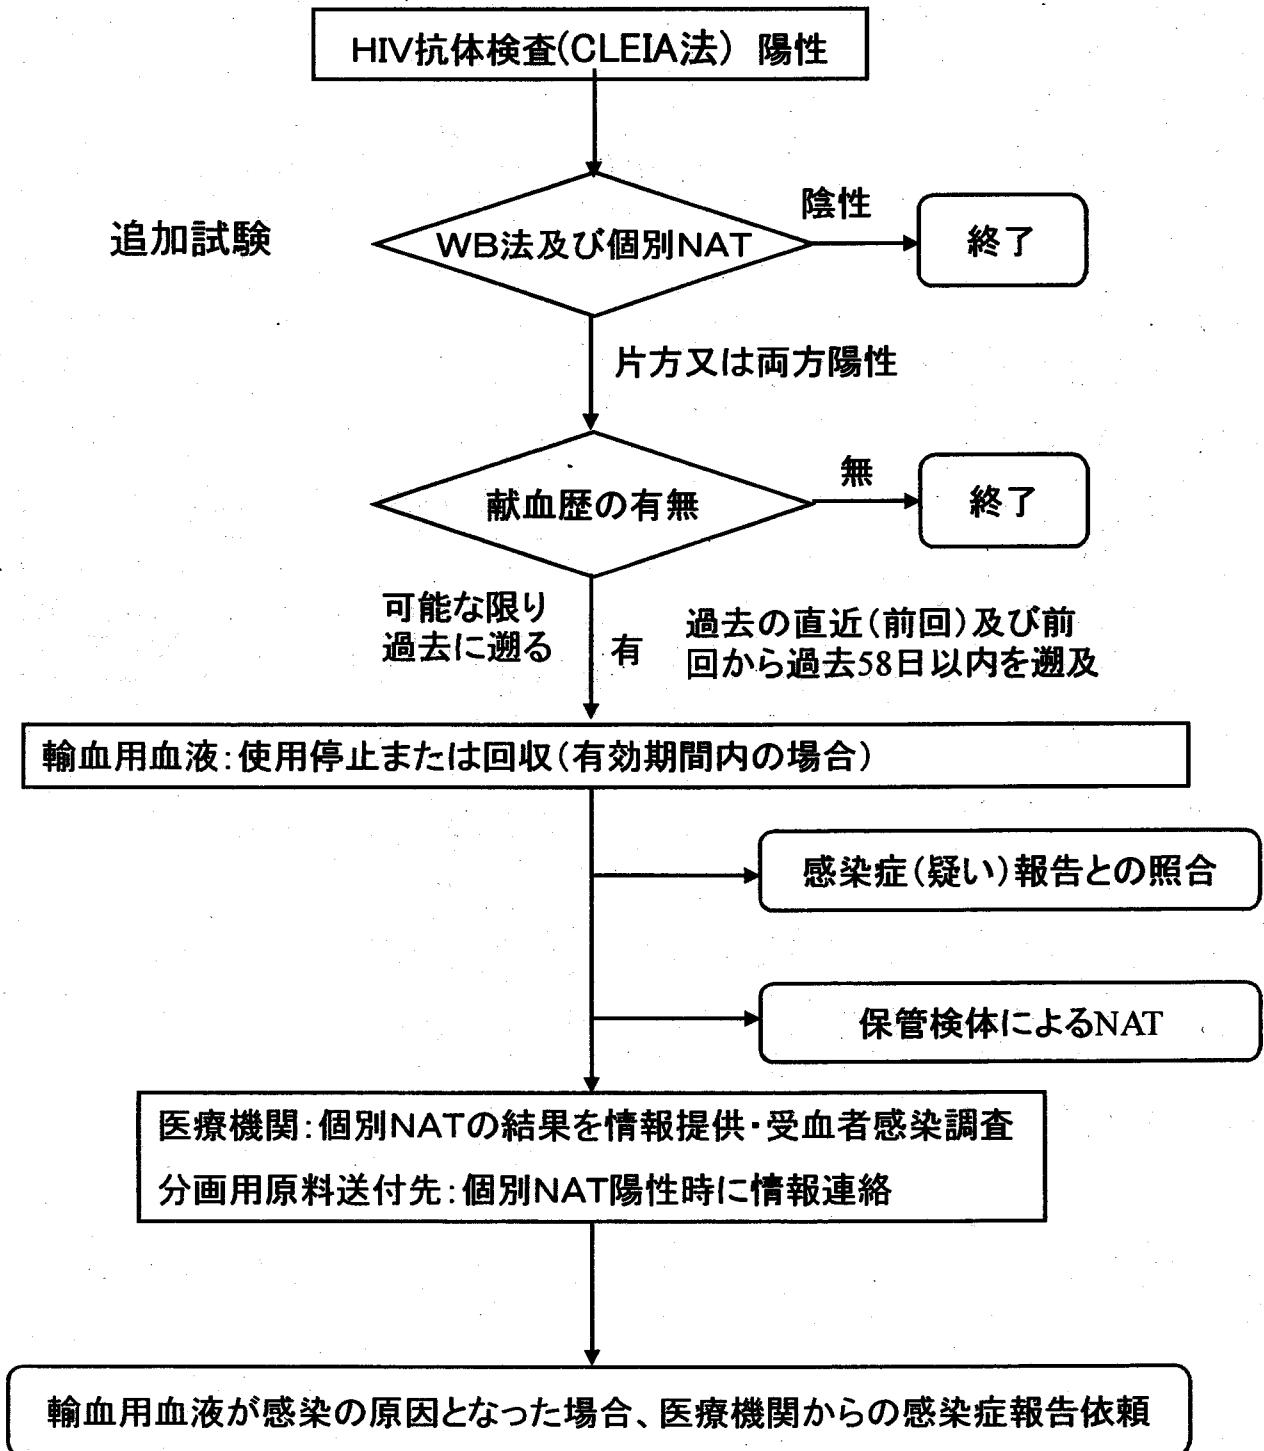 HIV抗体検査(CLEIA法) 陽性
追加試験
WB法及び個別NAT
陰性
終了
片方又は両方陽性
献血歴の有無
無
終了
可能な限り
過去に遡る
有
過去の直近(前回)及び前
回から過去58日以内を遡及
輸血用血液:使用停止または回収(有効期間内の場合)
感染症(疑い)報告との照合
保管検体によるNAT
医療機関:個別NATの結果を情報提供・受血者感染調査
分画用原料送付先:個別NAT陽性時に情報連絡
輸血用血液が感染の原因となった場合、医療機関からの感染症報告依頼